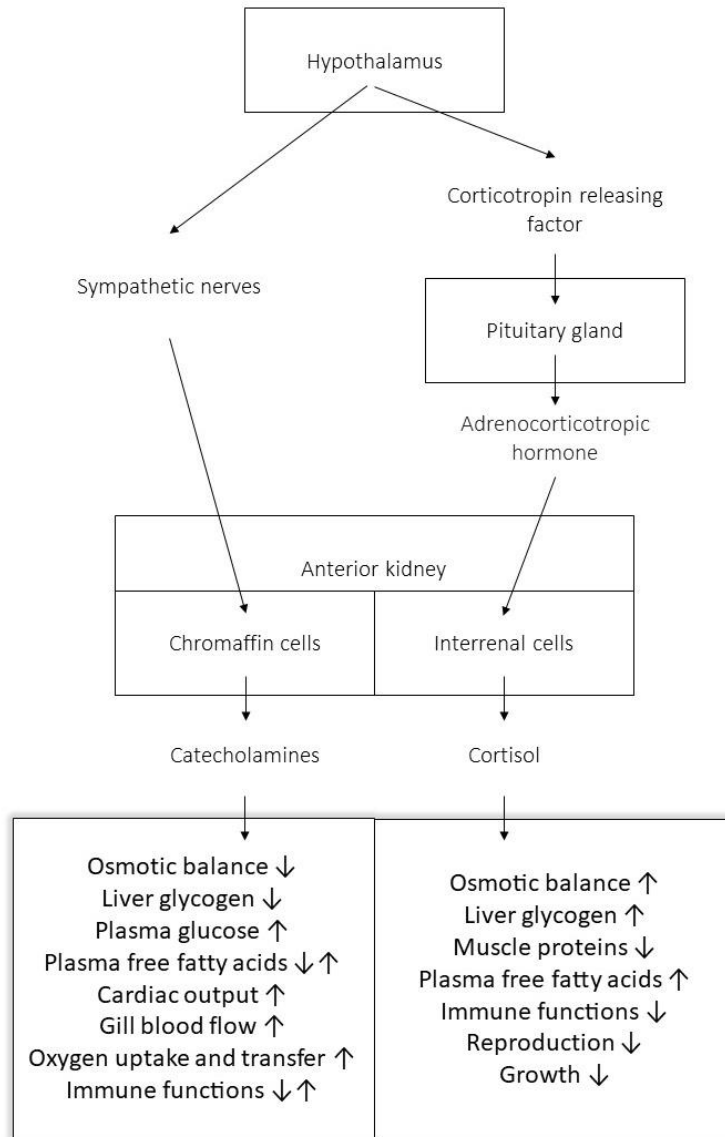 Hypothalamus
Corticotropin releasing
factor
Sympathetic nerves
Pituitary gland
Adrenocorticotropic
hormone
Anterior kidney
Chromaffin cells
Interrenal cells
Catecholamines
Cortisol
Osmotic balance ↓
Liver glycogen ↓
Plasma glucose ↑
Plasma free fatty acids ↓↑
Cardiac output ↑
Gill blood flow ↑
Oxygen uptake and transfer ↑
Immune functions ↓↑
Osmotic balance ↑
Liver glycogen ↑
Muscle proteins ↓
Plasma free fatty acids ↑
Immune functions ↓
Reproduction ↓
Growth ↓